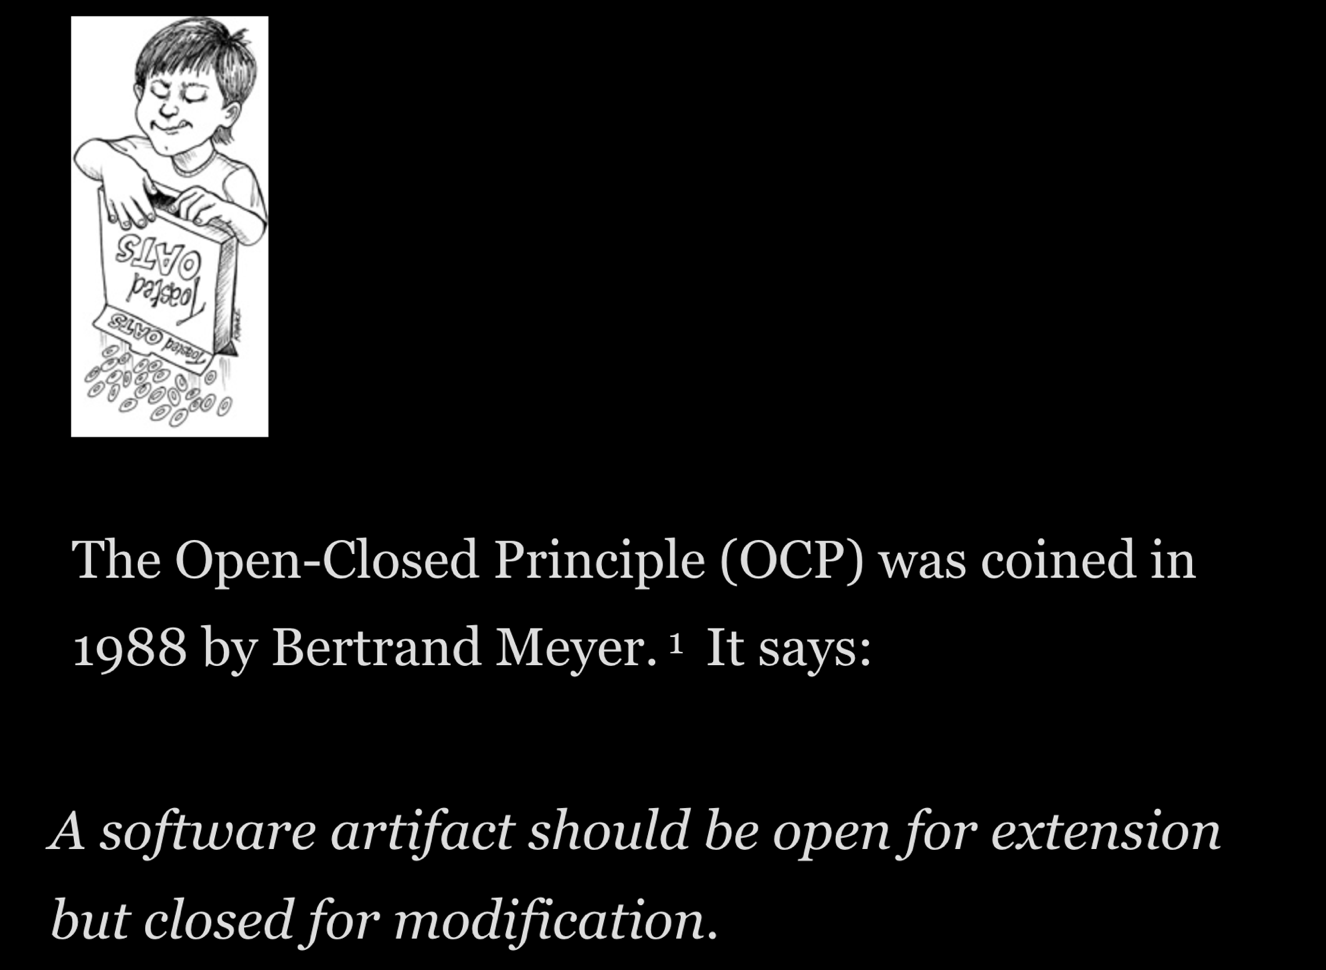 OATS
Toasted
Toasted OATS
The Open-Closed Principle (OCP) was coined in
1988 by Bertrand Meyer. 1 It says:
A software artifact should be open for extension
but closed for modification.